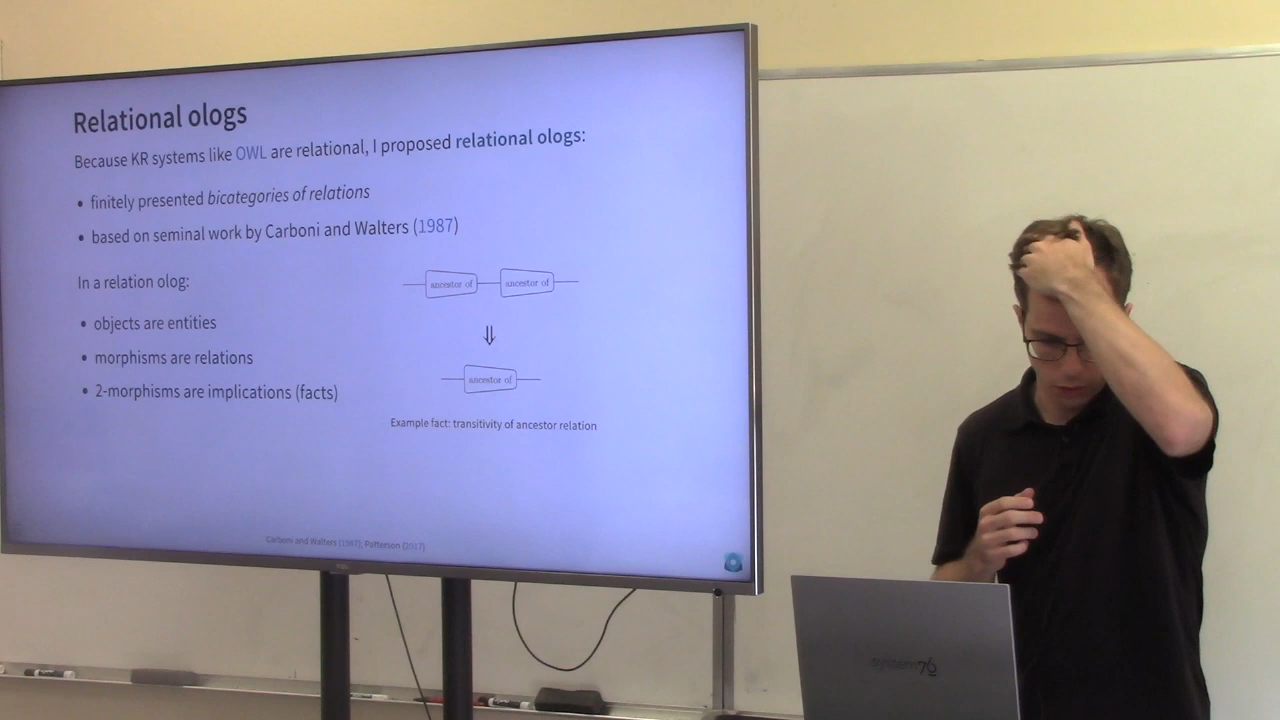 Relational ologs
Because KR systems like OWL are relational, I proposed relational ologs:
• finitely presented bicategories of relations
• based on seminal work by Carboni and Walters (1987)
In a relation olog:
• objects are entities
• morphisms are relations
• 2-morphisms are implications (facts)
ancestor of ancestor of
⇓
ancestor of
Example fact: transitivity of ancestor relation
Carboni and Walters (1987); Patterson (2017)
system76